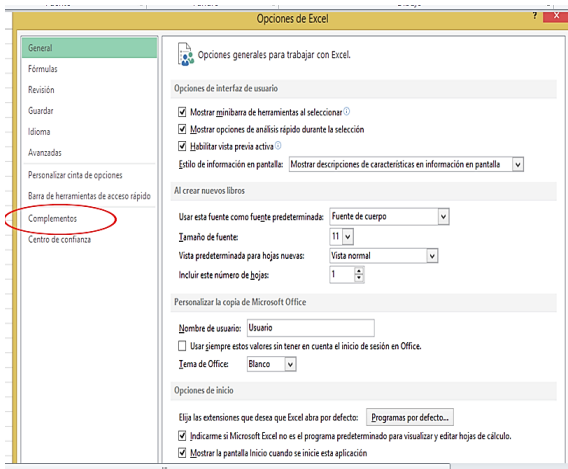 Opciones de Excel
? X
General
Fórmulas
Revisión
Guardar
Idioma
Avanzadas
Personalizar cinta de opciones
Barra de herramientas de acceso rápido
Complementos
Centro de confianza
Opciones generales para trabajar con Excel.
Opciones de interfaz de usuario
Mostrar minibarra de herramientas al seleccionar
Mostrar opciones de análisis rápido durante la selección
Habilitar vista previa activa
Estilo de información en pantalla: Mostrar descripciones de características en información en pantalla
Al crear nuevos libros
Usar esta fuente como fuente predeterminada: Fuente de cuerpo
Tamaño de fuente: 11
Vista predeterminada para hojas nuevas: Vista normal
Incluir este número de hojas: 1
Personalizar la copia de Microsoft Office
Nombre de usuario: Usuario
Usar siempre estos valores sin tener en cuenta el inicio de sesión en Office.
Tema de Office: Blanco
Opciones de inicio
Elija las extensiones que desea que Excel abra por defecto: Programas por defecto...
Indicarme si Microsoft Excel no es el programa predeterminado para visualizar y editar hojas de cálculo.
Mostrar la pantalla Inicio cuando se inicie esta aplicación